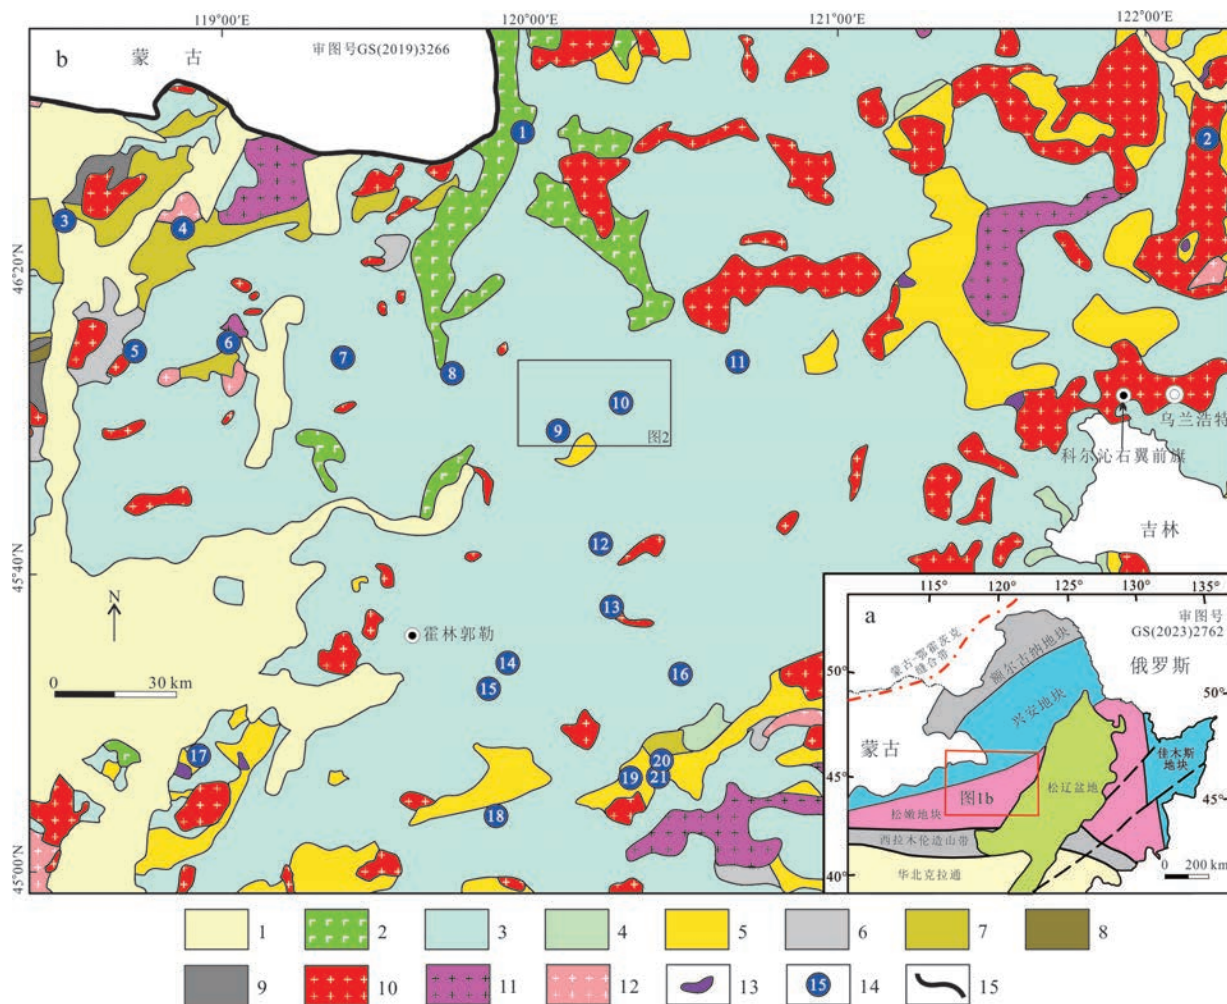 119°00′E
120°00′E
121°00′E
122°00′E
b
蒙 古
审图号GS(2019)3266
1
2
3
4
46°20′N
5
6
7
8
11
10
9
图2
乌兰浩特
科尔沁右翼前旗
吉林
12
45°40′N
13
N
霍林郭勒
14
15
16
0 30 km
17
18
19
20
21
45°00′N
115°
120°
125°
130°
135°
a
审图号
GS(2023)2762
蒙古-鄂霍茨克
缝合带
额尔古纳地块
俄罗斯
50°
50°
兴安地块
蒙古
佳木斯
地块
45°
45°
松辽盆地
图1b
松嫩地块
西拉木伦造山带
华北克拉通
40°
0 200 km
1
2
3
4
5
6
7
8
9
10
11
12
13
15
14
15